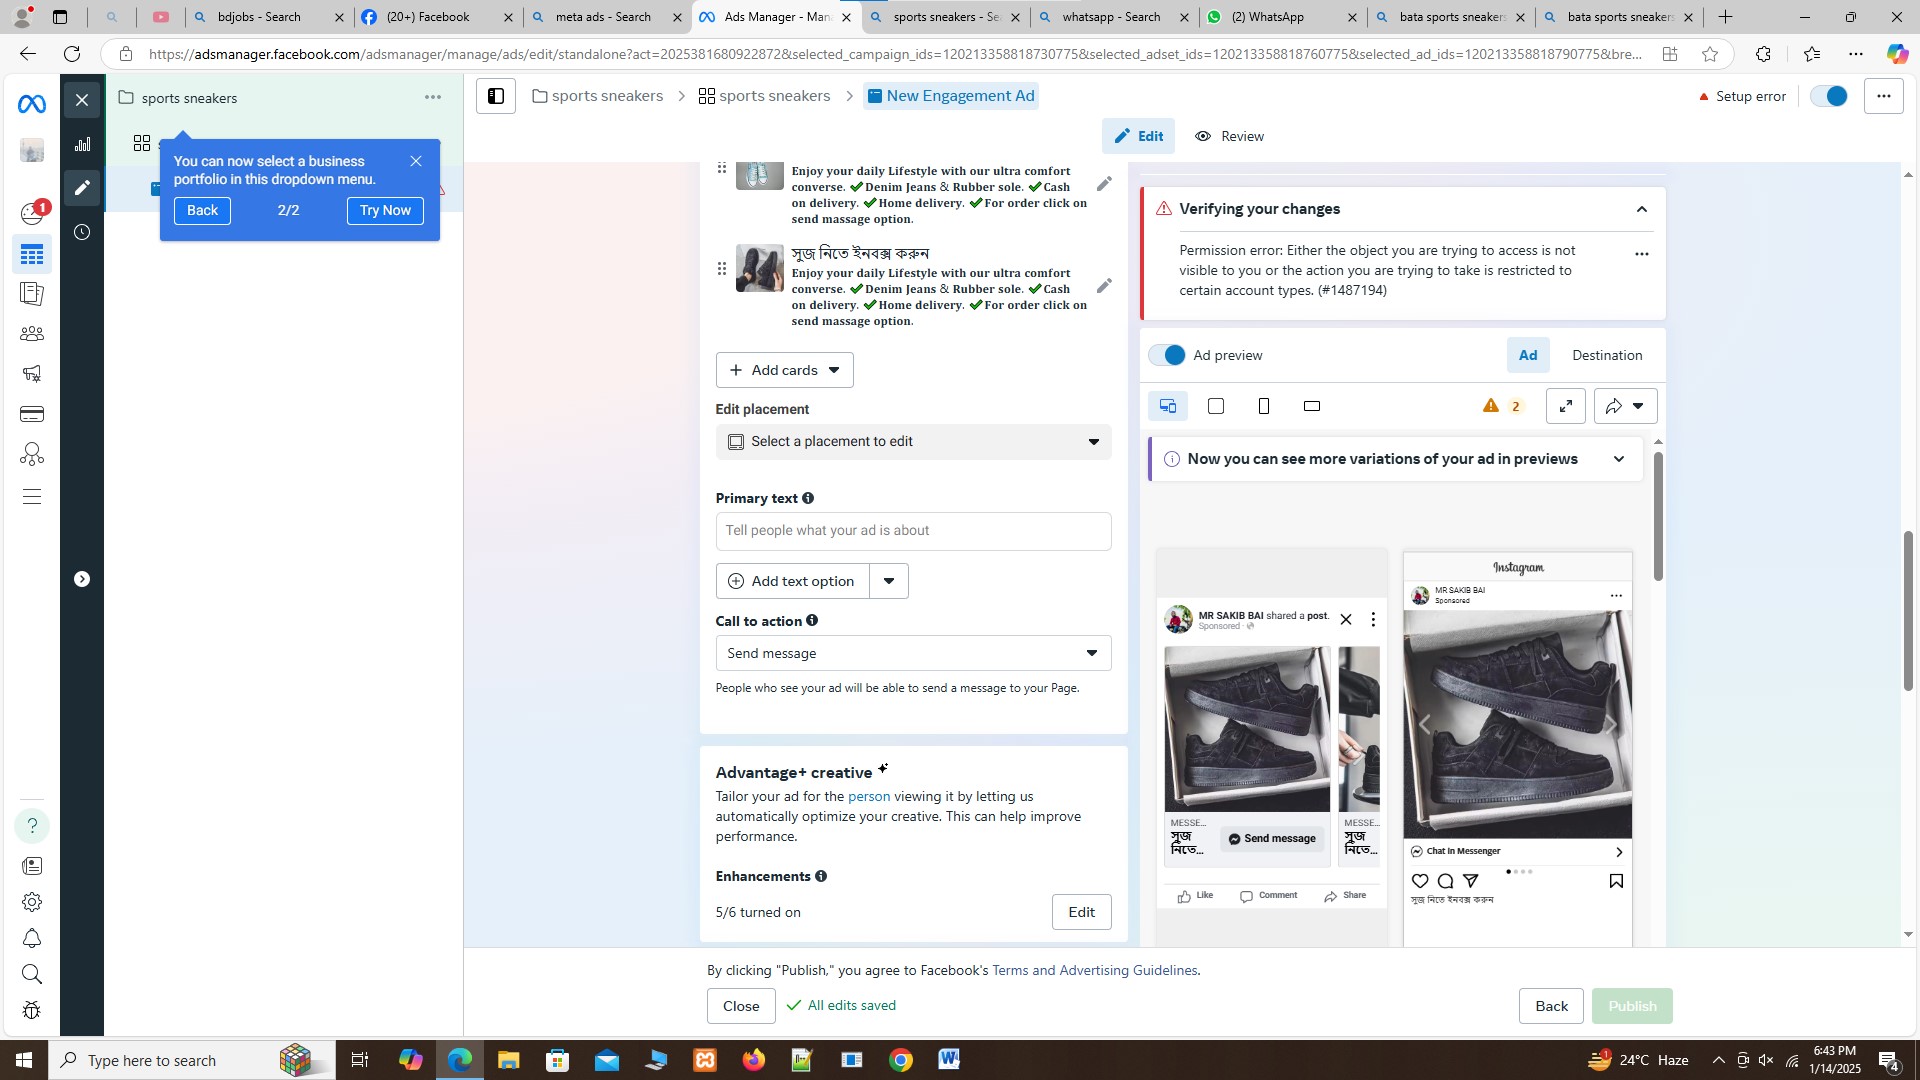 bdjobs - Search
(20+) Facebook
meta ads - Search
Ads Manager - Mana
sports sneakers - Se
whatsapp - Search
(2) WhatsApp
bata sports sneakers
bata sports sneakers
https://adsmanager.facebook.com/adsmanager/manage/ads/edit/standalone?act=2025381680922872&selected_campaign_ids=120213358818730775&selected_adset_ids=120213358818760775&selected_ad_ids=120213358818790775&bre...
sports sneakers
sports sneakers
sports sneakers
New Engagement Ad
Setup error
Edit
Review
You can now select a business
portfolio in this dropdown menu.
Back
2/2
Try Now
1
Enjoy your daily Lifestyle with our ultra comfort
converse. ✔Denim Jeans & Rubber sole. ✔Cash
on delivery. ✔Home delivery. ✔For order click on
send massage option.
সুজ নিতে ইনবক্স করুন
Enjoy your daily Lifestyle with our ultra comfort
converse. ✔Denim Jeans & Rubber sole. ✔Cash
on delivery. ✔Home delivery. ✔For order click on
send massage option.
Add cards
Edit placement
Select a placement to edit
Primary text
Tell people what your ad is about
Add text option
Call to action
Send message
People who see your ad will be able to send a message to your Page.
Advantage+ creative
Tailor your ad for the person viewing it by letting us
automatically optimize your creative. This can help improve
performance.
Enhancements
5/6 turned on
Edit
Verifying your changes
Permission error: Either the object you are trying to access is not
visible to you or the action you are trying to take is restricted to
certain account types. (#1487194)
Ad preview
Ad
Destination
2
Now you can see more variations of your ad in previews
MR SAKIB BAI shared a post.
Sponsored
MESSE...
সুজ
নিতে...
Send message
MESSE...
সুজ
নিতে...
Like
Comment
Share
Instagram
MR SAKIB BAI
Sponsored
Chat in Messenger
সুজ নিতে ইনবক্স করুন
By clicking "Publish," you agree to Facebook's Terms and Advertising Guidelines.
Close
All edits saved
Back
Publish
Type here to search
24°C Haze
6:43 PM
1/14/2025
4